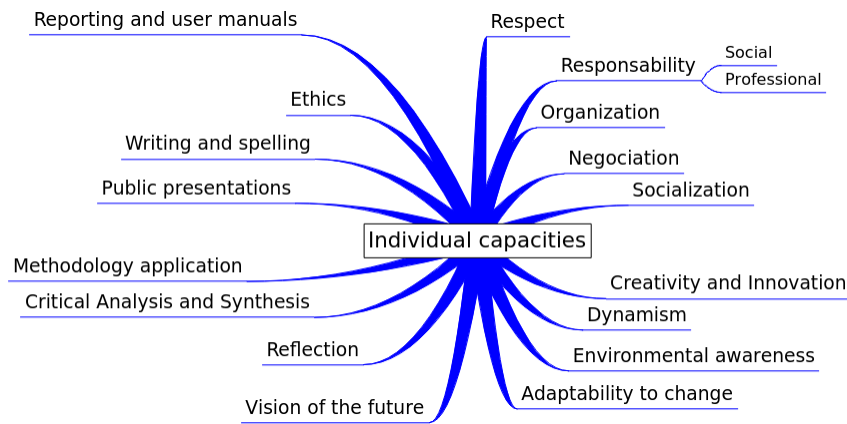 Reporting and user manuals
Respect
Responsability
Social
Professional
Ethics
Organization
Writing and spelling
Negociation
Public presentations
Socialization
Individual capacities
Methodology application
Creativity and Innovation
Critical Analysis and Synthesis
Dynamism
Reflection
Environmental awareness
Adaptability to change
Vision of the future